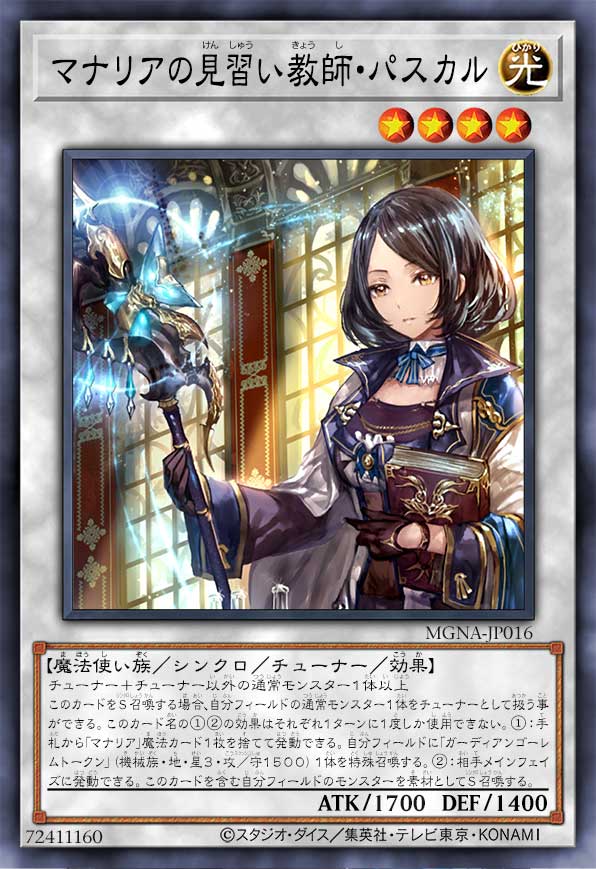 マナリアの見習い教師・パスカル
光
MGNA-JP016
【魔法使い族／シンクロ／チューナー／効果】
チューナー＋チューナー以外の通常モンスター1体以上
このカードをS召喚する場合、自分フィールドの通常モンスター1体をチューナーとして扱う事
ができる。このカード名の①②の効果はそれぞれ1ターンに1度しか使用できない。①：手
札から「マナリア」魔法カード1枚を捨てて発動できる。自分フィールドに「ガーディアンゴーレ
ムトークン」(機械族・地・星3・攻／守1500)1体を特殊召喚する。②：相手メインフェイ
ズに発動できる。このカードを含む自分フィールドのモンスターを素材としてS召喚する。
ATK/1700 DEF/1400
72411160 ©スタジオ・ダイス／集英社・テレビ東京・KONAMI